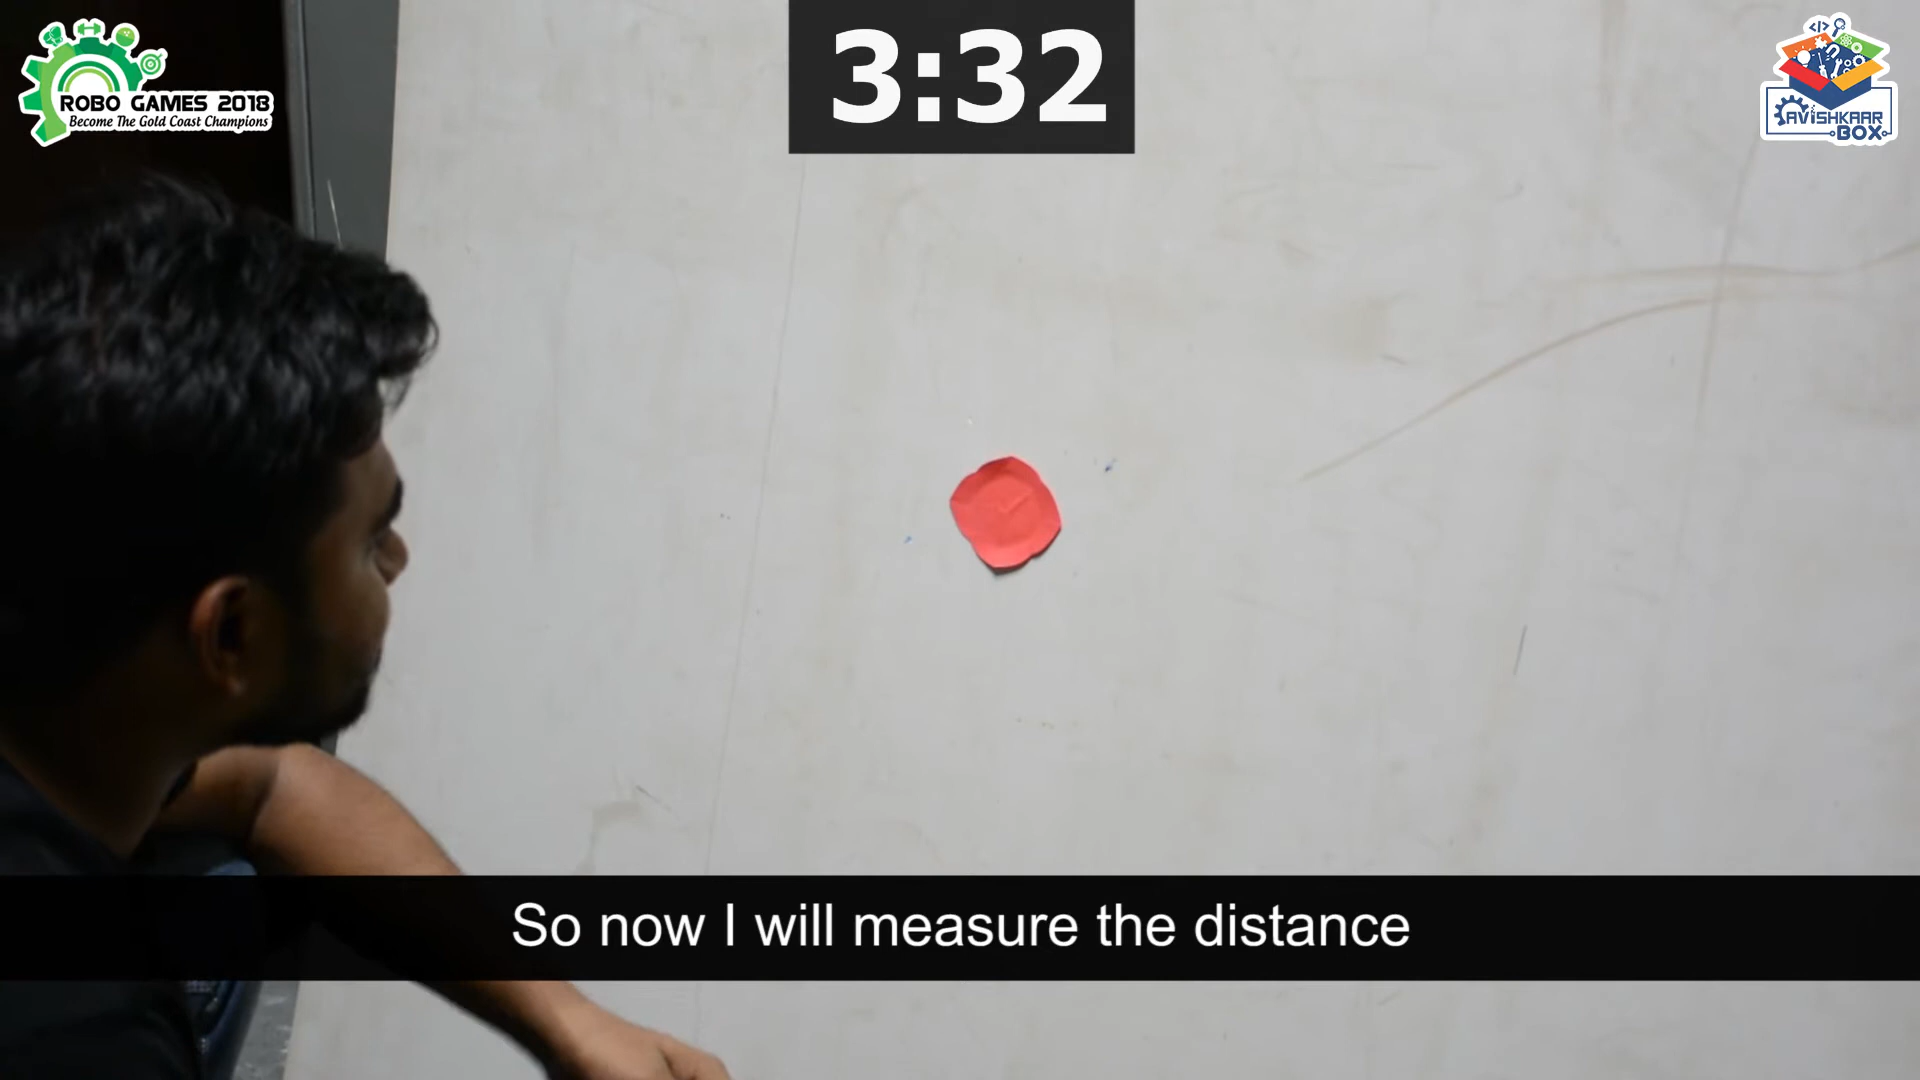 ROBO GAMES 2018
Become The Gold Coast Champions
3:32
</>
AVISHKAAR
BOX
So now I will measure the distance